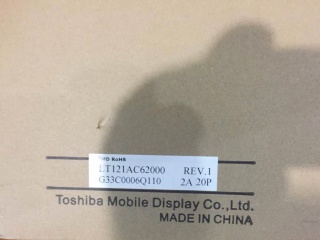 RoHS
LT121AC62000 REV.1
G33C0006Q110 2A 20P
Toshiba Mobile Display Co.,Ltd.
MADE IN CHINA